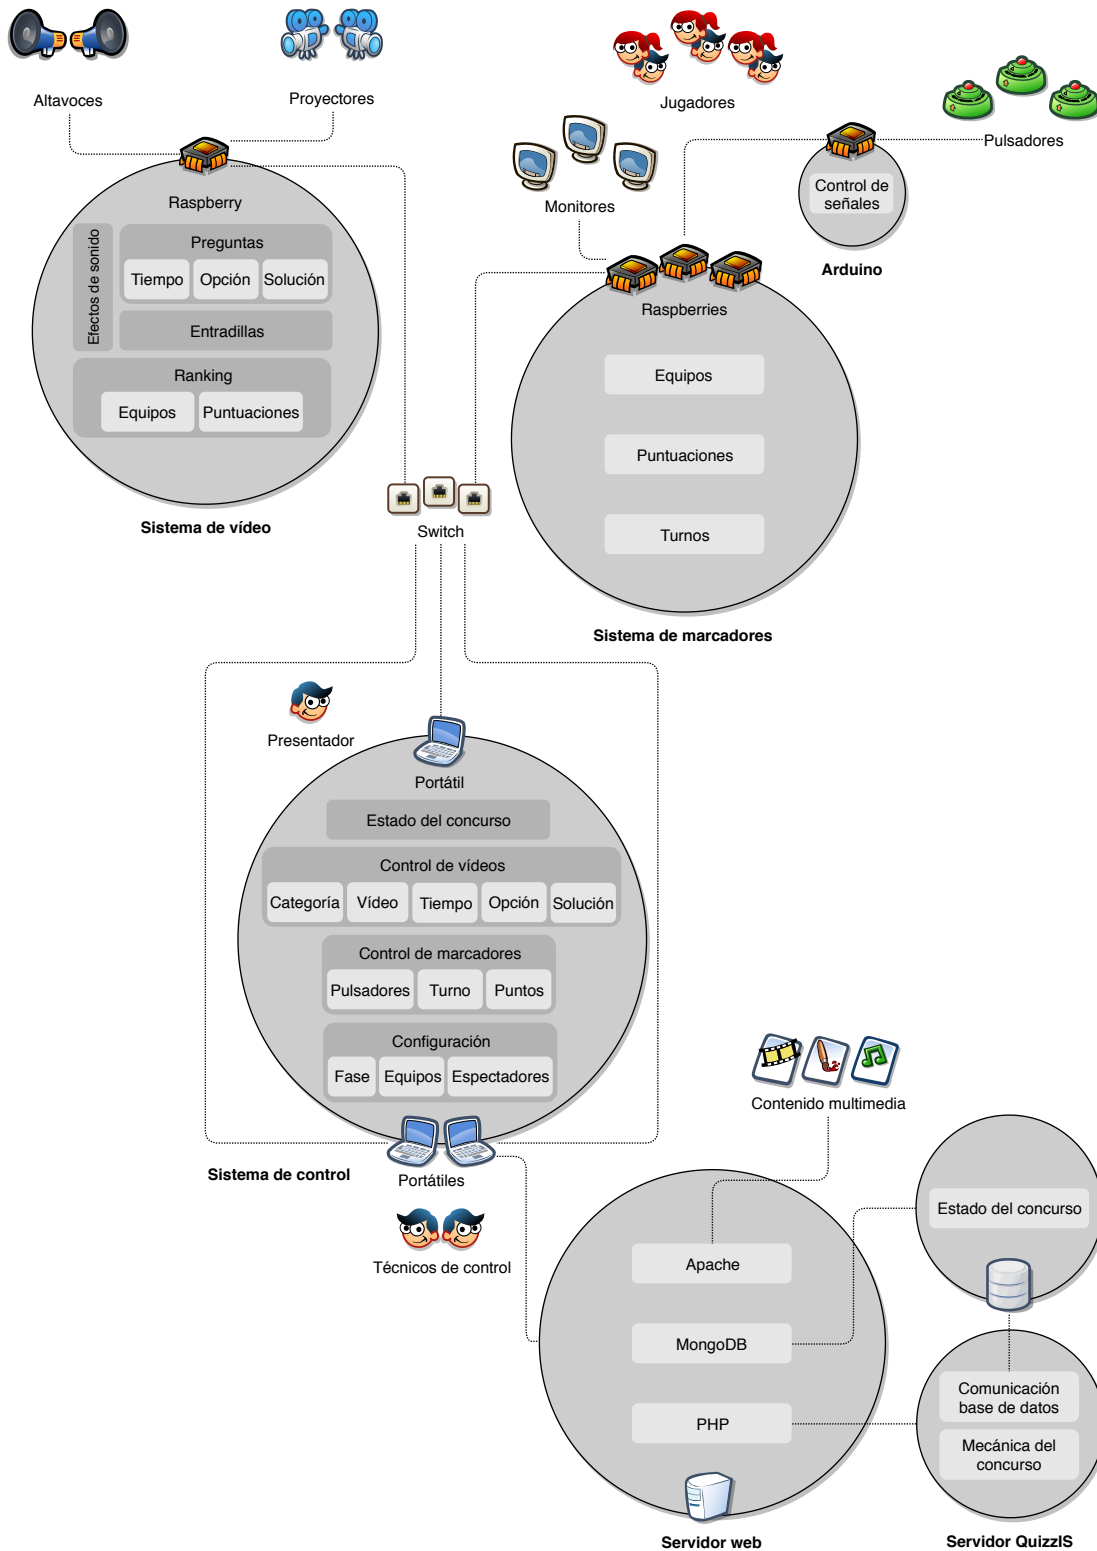 Altavoces
Proyectores
Jugadores
Pulsadores
Monitores
Raspberry
Efectos de sonido
Preguntas
Tiempo
Opción
Solución
Entradillas
Ranking
Equipos
Puntuaciones
Sistema de vídeo
Control de
señales
Arduino
Raspberries
Equipos
Puntuaciones
Turnos
Sistema de marcadores
Switch
Presentador
Portátil
Estado del concurso
Control de vídeos
Categoría
Vídeo
Tiempo
Opción
Solución
Control de marcadores
Pulsadores
Turno
Puntos
Configuración
Fase
Equipos
Espectadores
Sistema de control
Portátiles
Técnicos de control
Contenido multimedia
Apache
MongoDB
PHP
Servidor web
Estado del concurso
Comunicación
base de datos
Mecánica del
concurso
Servidor QuizzIS